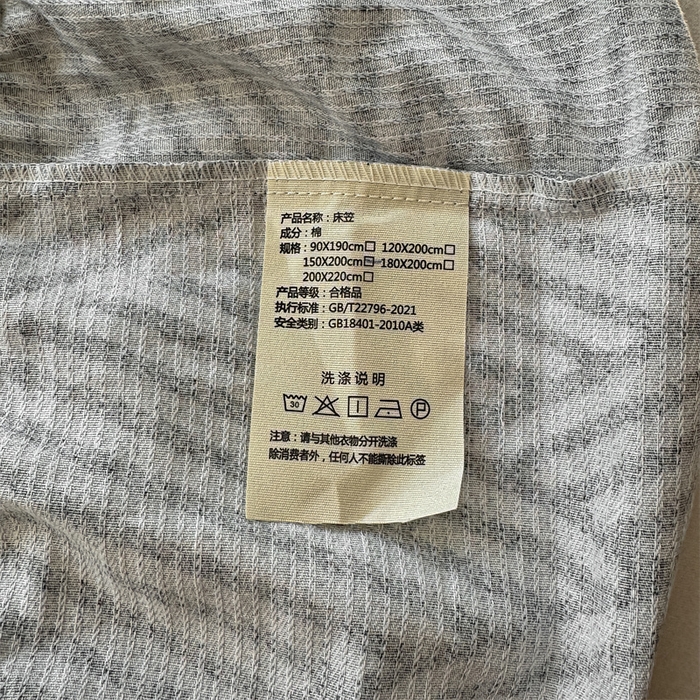 产品名称：床笠
成分：棉
规格：90X190cm□ 120X200cm□
150X200cm□ 180X200cm□
200X220cm□
产品等级：合格品
执行标准：GB/T22796-2021
安全类别：GB18401-2010A类
洗涤说明
30 P
注意：请与其他衣物分开洗涤
除消费者外，任何人不能撕除此标签